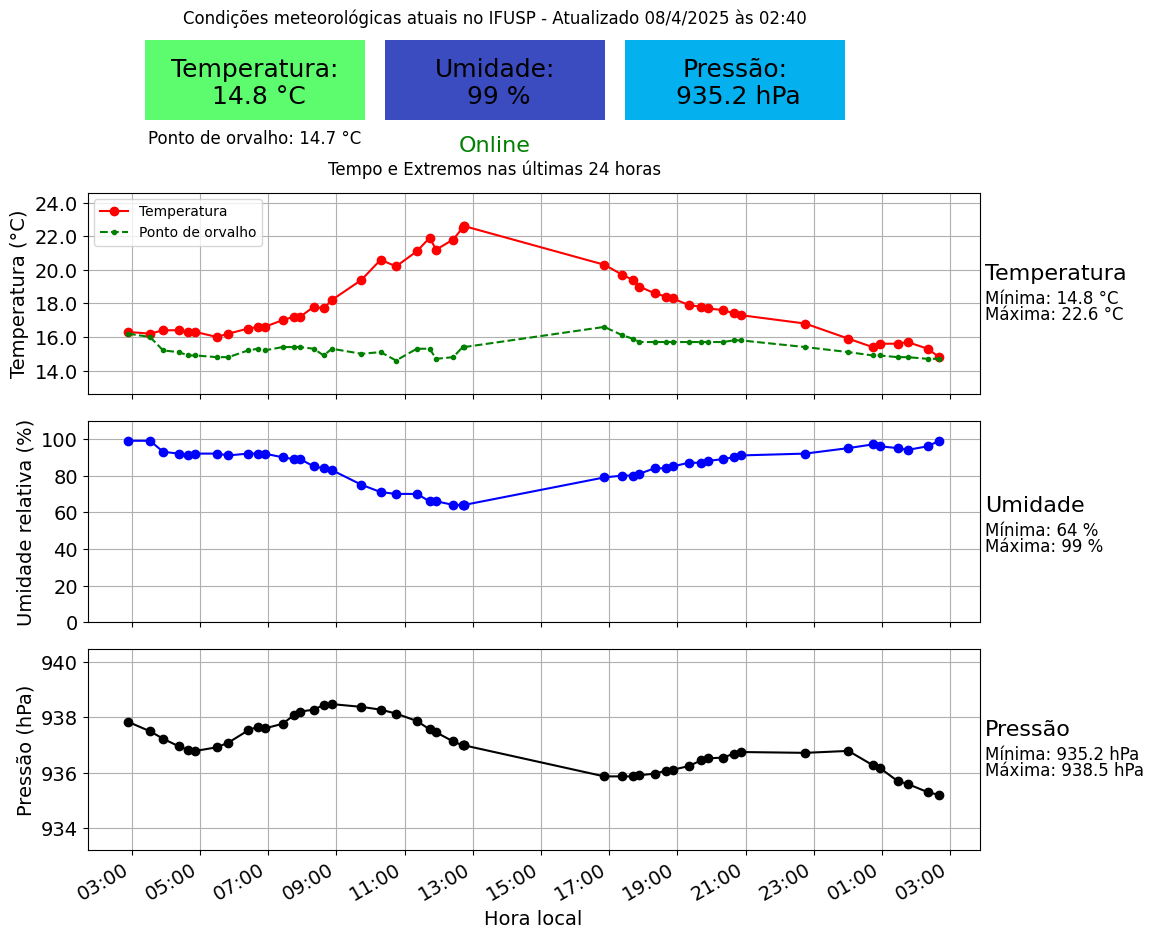 Condições meteorológicas atuais no IFUSP - Atualizado 08/4/2025 às 02:40
Temperatura:
14.8 °C
Umidade:
99 %
Pressão:
935.2 hPa
Ponto de orvalho: 14.7 °C
Online
Tempo e Extremos nas últimas 24 horas
Temperatura (°C)
24.0
22.0
20.0
18.0
16.0
14.0
Temperatura
Ponto de orvalho
Temperatura
Mínima: 14.8 °C
Máxima: 22.6 °C
Umidade relativa (%)
100
80
60
40
20
0
Umidade
Mínima: 64 %
Máxima: 99 %
Pressão (hPa)
940
938
936
934
Pressão
Mínima: 935.2 hPa
Máxima: 938.5 hPa
03:00 05:00 07:00 09:00 11:00 13:00 15:00 17:00 19:00 21:00 23:00 01:00 03:00
Hora local